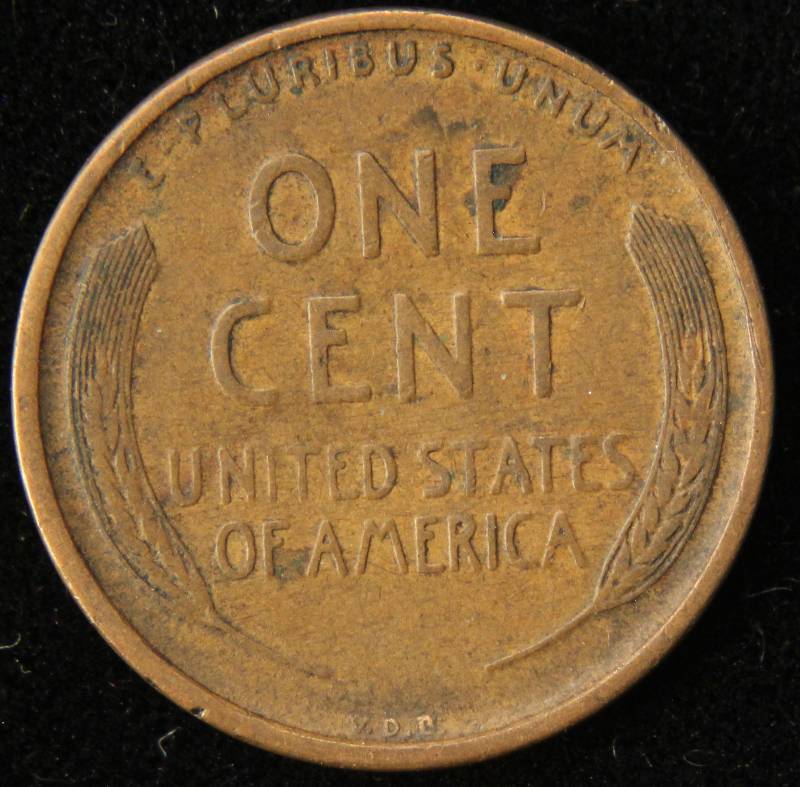 E · PLURIBUS · UNUM
ONE
CENT
UNITED STATES
OF AMERICA
V.D.B.